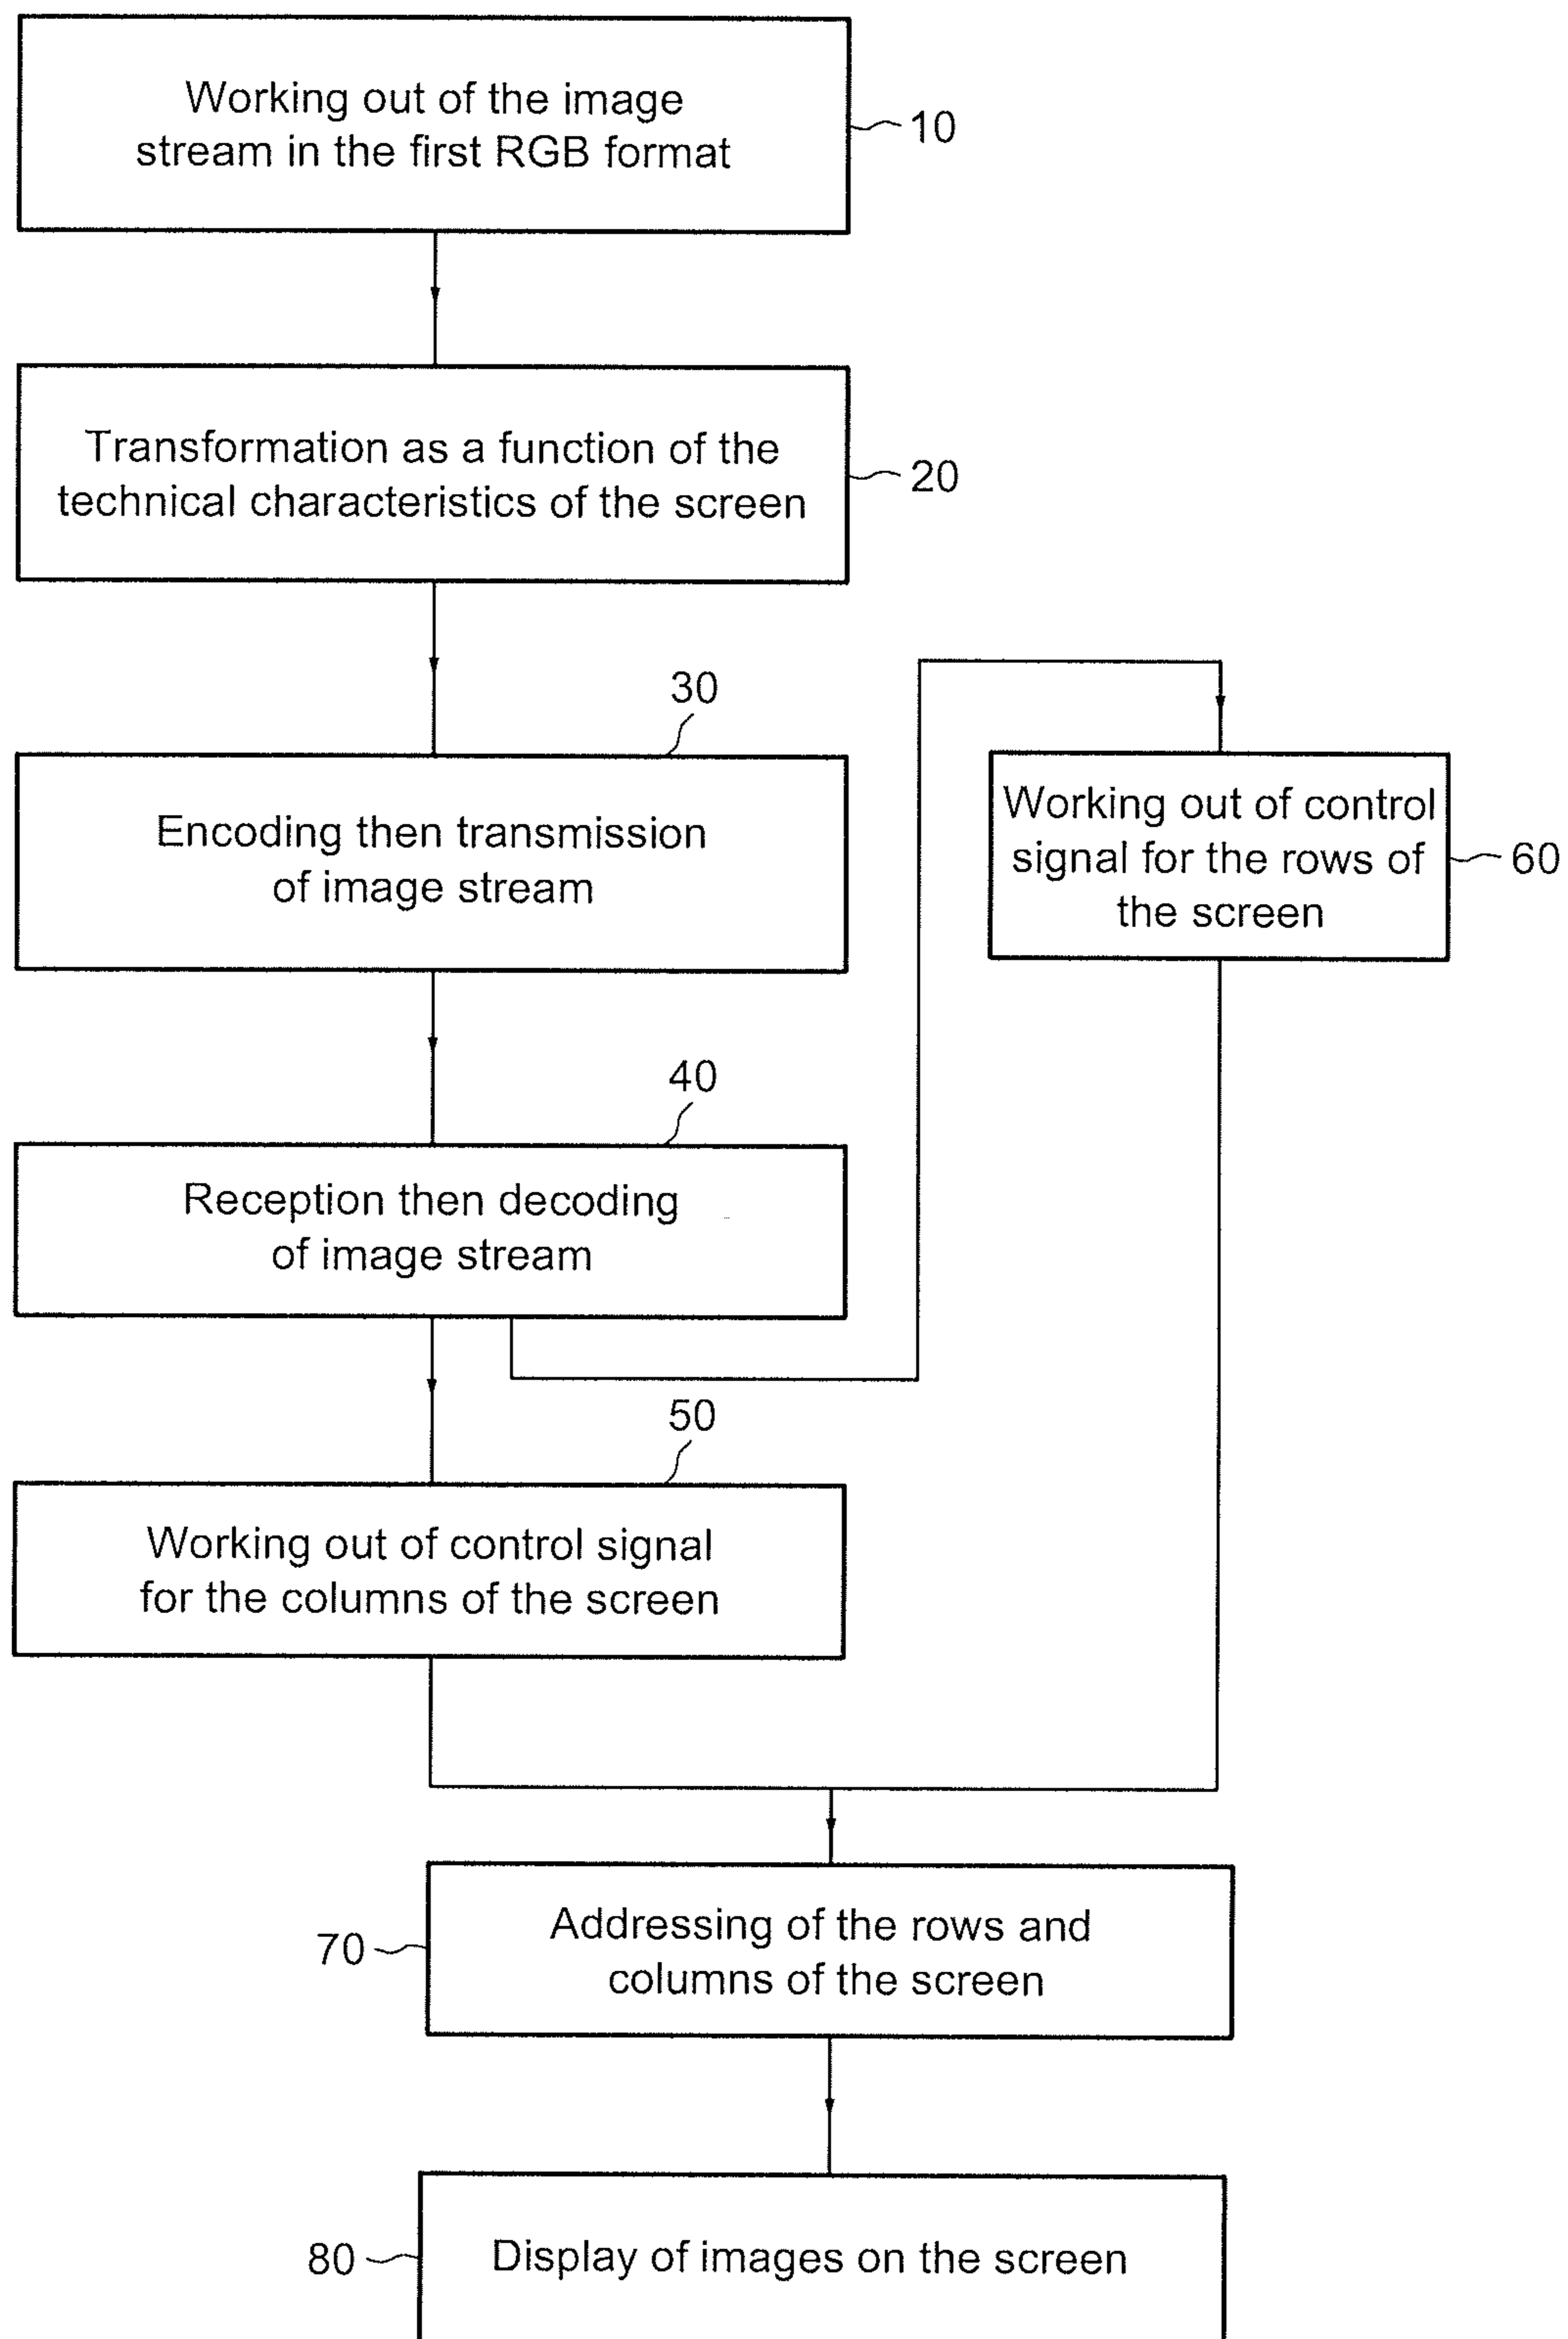 Working out of the image
stream in the first RGB format
10
Transformation as a function of the
technical characteristics of the screen
20
30
Encoding then transmission
of image stream
Working out of control
signal for the rows of
the screen
60
40
Reception then decoding
of image stream
50
Working out of control signal
for the columns of the screen
70
Addressing of the rows and
columns of the screen
80
Display of images on the screen